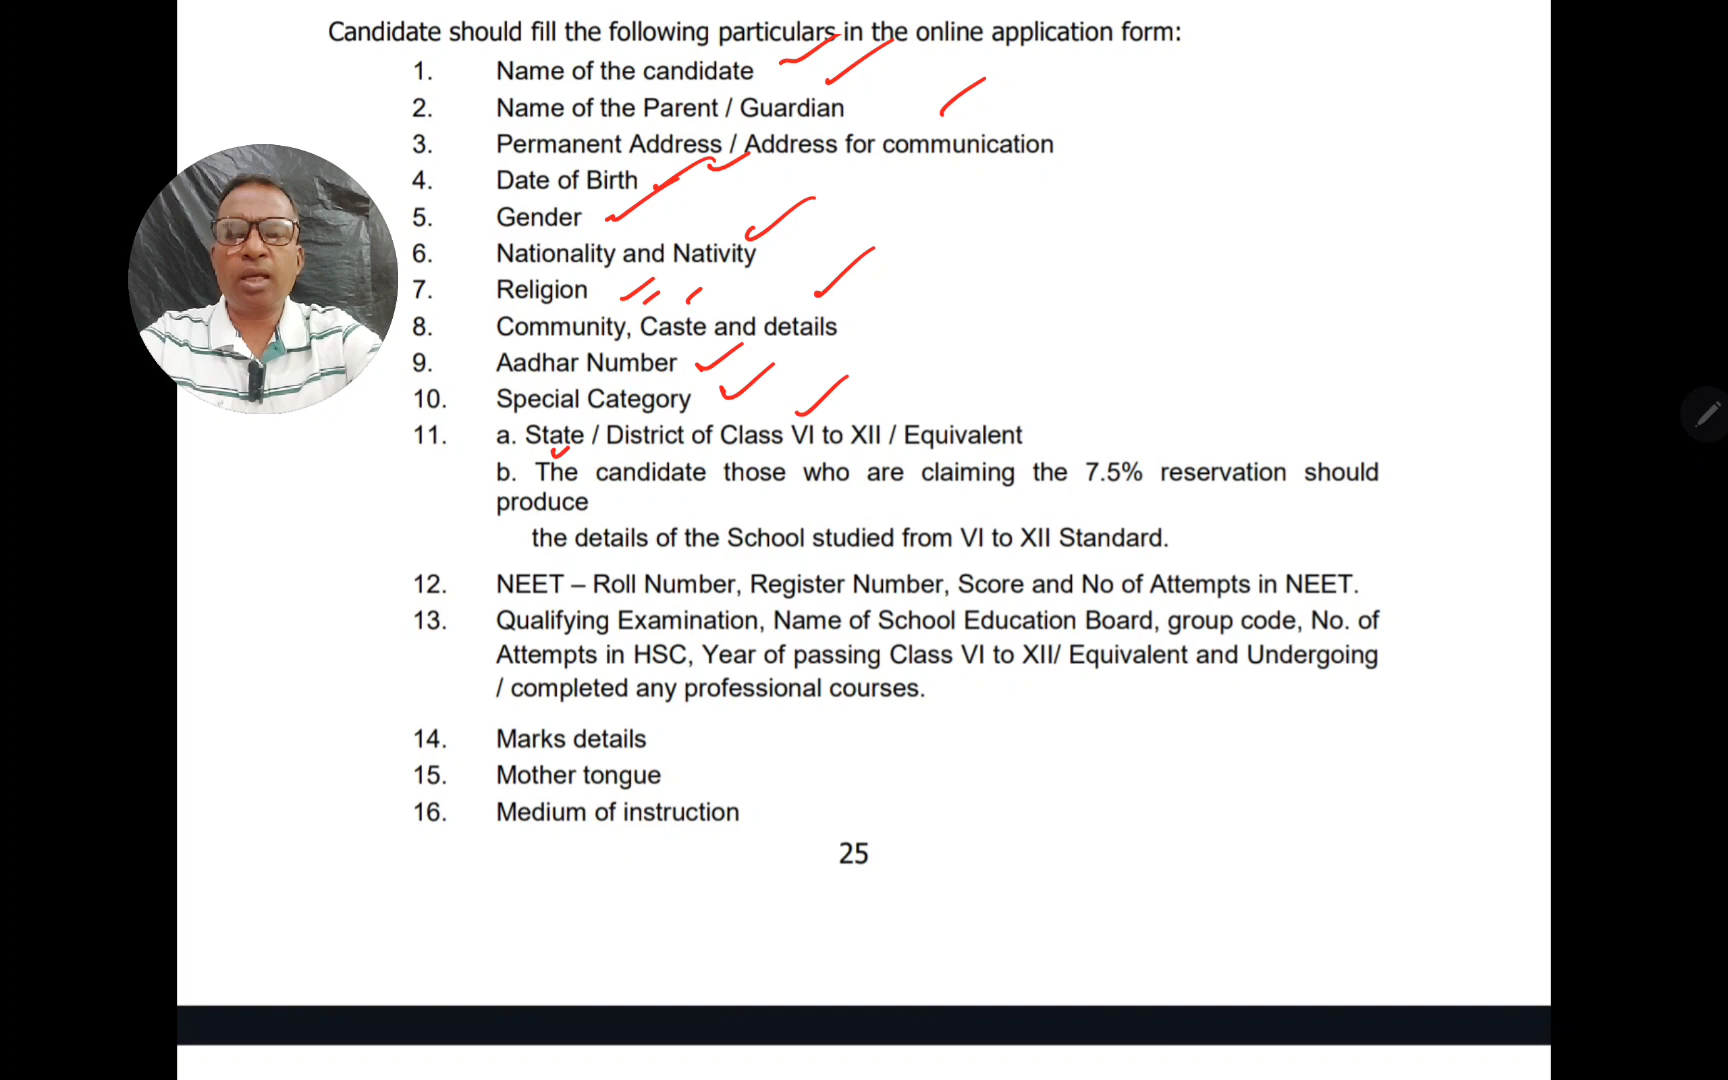 Candidate should fill the following particulars in the online application form:
1. Name of the candidate
2. Name of the Parent / Guardian
3. Permanent Address / Address for communication
4. Date of Birth
5. Gender
6. Nationality and Nativity
7. Religion
8. Community, Caste and details
9. Aadhar Number
10. Special Category
11. a. State / District of Class VI to XII / Equivalent
b. The candidate those who are claiming the 7.5% reservation should
produce
the details of the School studied from VI to XII Standard.
12. NEET – Roll Number, Register Number, Score and No of Attempts in NEET.
13. Qualifying Examination, Name of School Education Board, group code, No. of
Attempts in HSC, Year of passing Class VI to XII/ Equivalent and Undergoing
/ completed any professional courses.
14. Marks details
15. Mother tongue
16. Medium of instruction
25